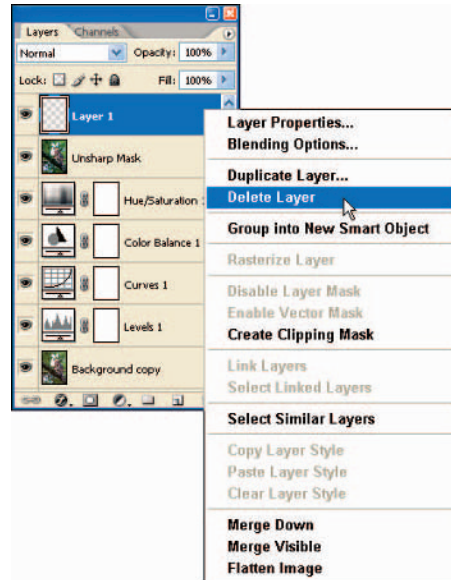 Layers Channels
Normal Opacity: 100%
Lock: Fill: 100%
Layer 1
Unsharp Mask
Hue/Saturation
Color Balance 1
Curves 1
Levels 1
Background copy
Layer Properties...
Blending Options...
Duplicate Layer...
Delete Layer
Group into New Smart Object
Rasterize Layer
Disable Layer Mask
Enable Vector Mask
Create Clipping Mask
Link Layers
Select Linked Layers
Select Similar Layers
Copy Layer Style
Paste Layer Style
Clear Layer Style
Merge Down
Merge Visible
Flatten Image